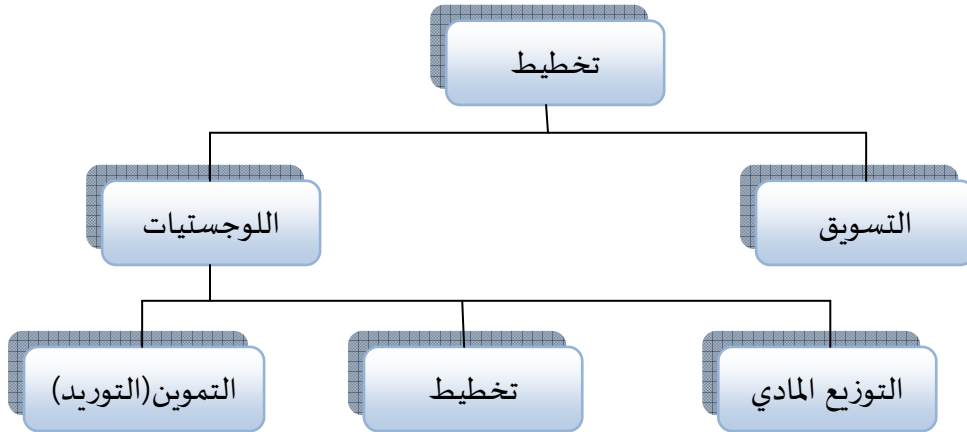 تخطيط
التسويق
اللوجستيات
التوزيع المادي
تخطيط
التموين(التوريد)